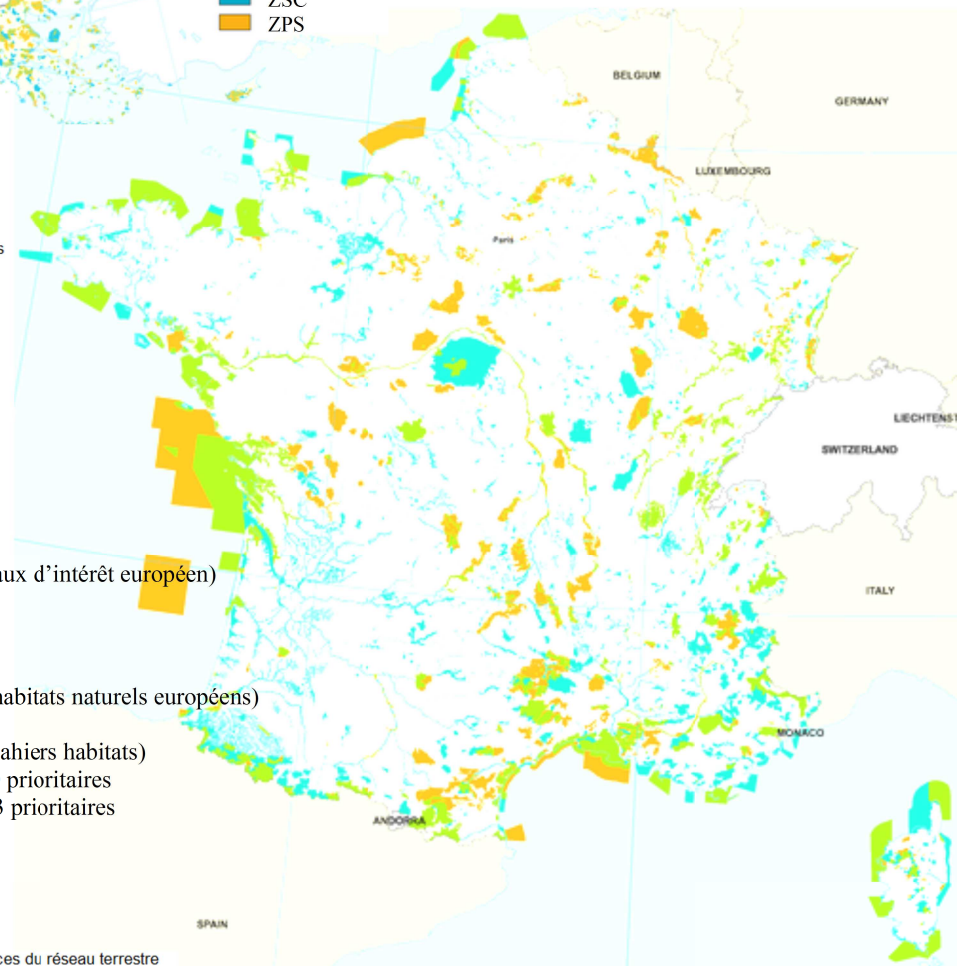 ZSC
ZPS
BELGIUM
GERMANY
LUXEMBOURG
Paris
s
LIECHTENST
SWITZERLAND
aux d’intérêt européen)
ITALY
habitats naturels européens)
MONACO
ahiers habitats)
prioritaires
3 prioritaires
ANDORRA
SPAIN
ces du réseau terrestre